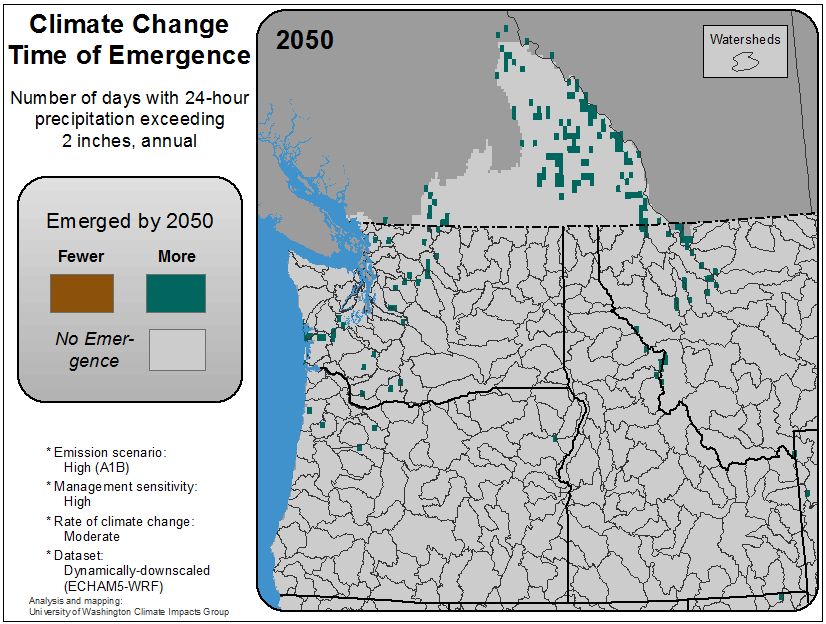 Climate Change
Time of Emergence
Number of days with 24-hour
precipitation exceeding
2 inches, annual
Emerged by 2050
Fewer More
No Emer-
gence
* Emission scenario:
High (A1B)
* Management sensitivity:
High
* Rate of climate change:
Moderate
* Dataset:
Dynamically-downscaled
(ECHAM5-WRF)
Analysis and mapping:
University of Washington Climate Impacts Group
2050
Watersheds